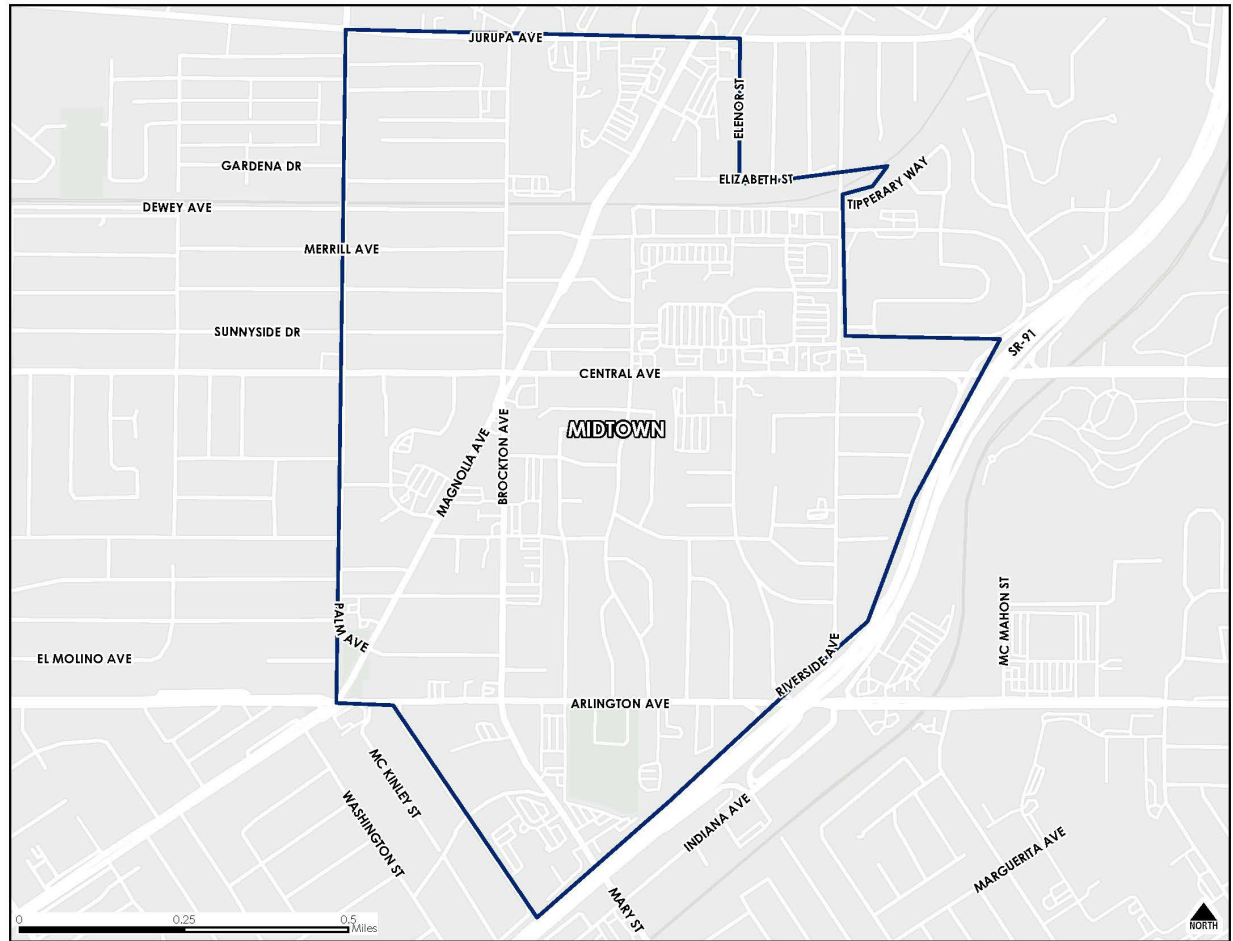 JURUPA AVE
ELENOR ST
GARDENA DR
ELIZABETH ST
TIPPERARY WAY
DEWEY AVE
MERRILL AVE
SUNNYSIDE DR
SR-91
CENTRAL AVE
MIDTOWN
MAGNOLIA AVE
BROCKTON AVE
PALM AVE
MC MAHON ST
EL MOLINO AVE
RIVERSIDE AVE
ARLINGTON AVE
MC KINLEY ST
WASHINGTON ST
INDIANA AVE
MARGUERITA AVE
MARY ST
0 0.25 0.5
Miles
NORTH